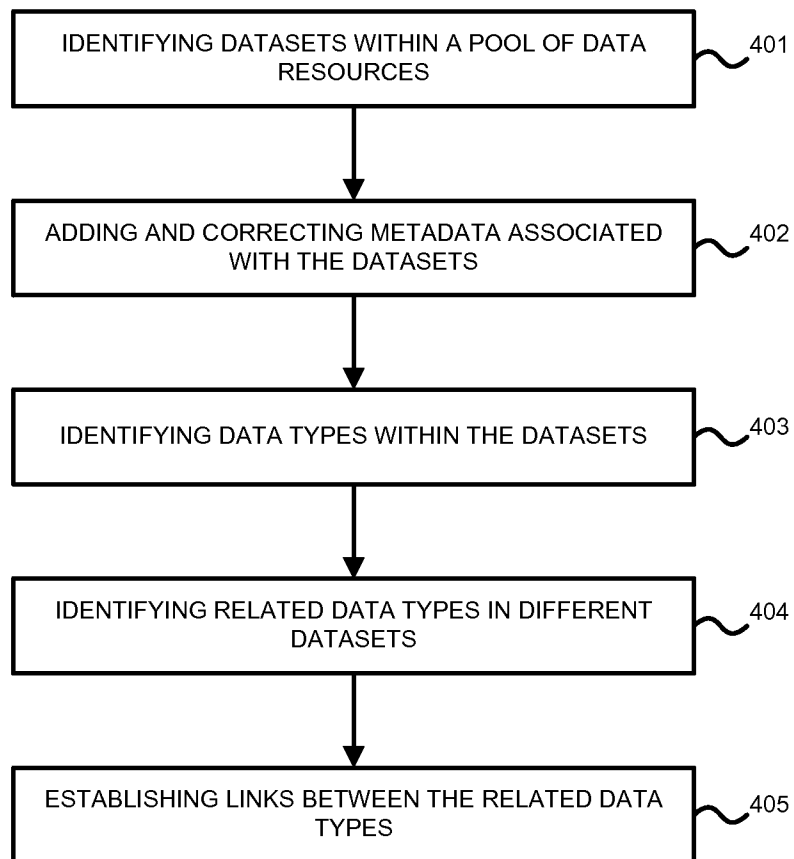 IDENTIFYING DATASETS WITHIN A POOL OF DATA
RESOURCES
401
ADDING AND CORRECTING METADATA ASSOCIATED
WITH THE DATASETS
402
IDENTIFYING DATA TYPES WITHIN THE DATASETS
403
IDENTIFYING RELATED DATA TYPES IN DIFFERENT
DATASETS
404
ESTABLISHING LINKS BETWEEN THE RELATED DATA
TYPES
405